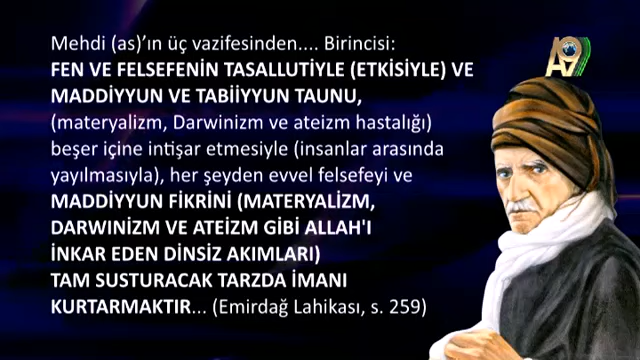 Mehdi (as)’ın üç vazifesinden.... Birincisi:
FEN VE FELSEFENİN TASALLUTİYLE (ETKİSİYLE) VE
MADDİYYUN VE TABİİYYUN TAUNU,
(materyalizm, Darwinizm ve ateizm hastalığı)
beşer içine intişar etmesiyle (insanlar arasında
yayılmasıyla), her şeyden evvel felsefeyi ve
MADDİYYUN FİKRİNİ (MATERYALİZM,
DARWINİZM VE ATEİZM GİBİ ALLAH'I
İNKAR EDEN DİNSİZ AKIMLARI)
TAM SUSTURACAK TARZDA İMANI
KURTARMAKTIR... (Emirdağ Lahikası, s. 259)
A9